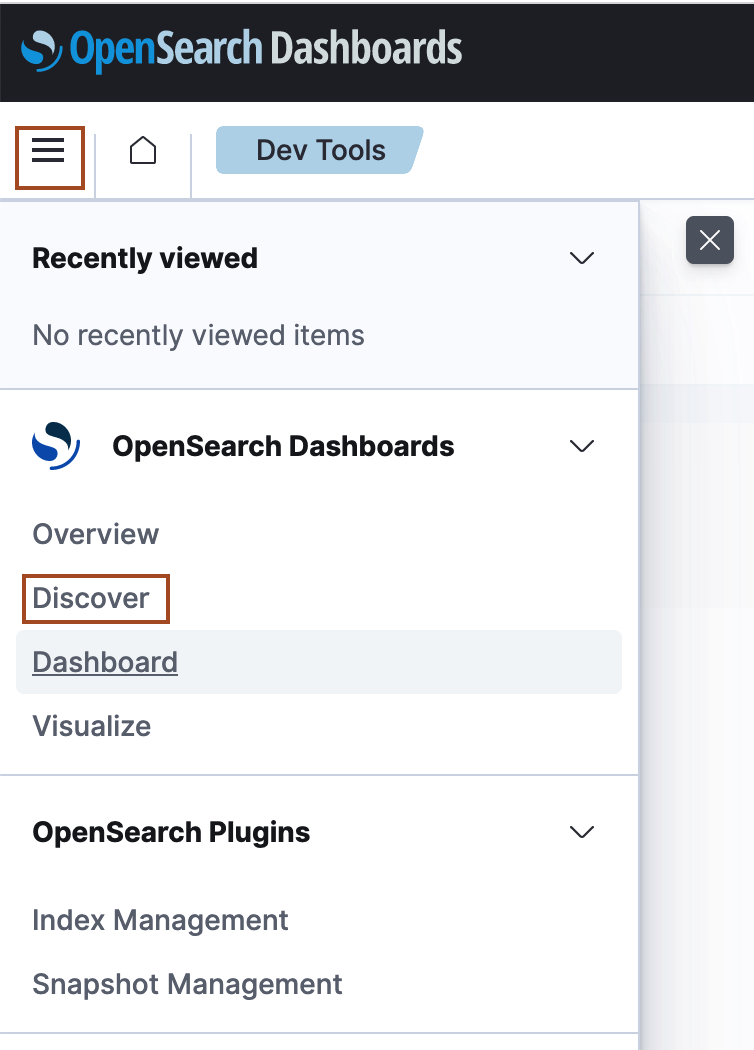 OpenSearch Dashboards
Dev Tools
Recently viewed
No recently viewed items
OpenSearch Dashboards
Overview
Discover
Dashboard
Visualize
OpenSearch Plugins
Index Management
Snapshot Management